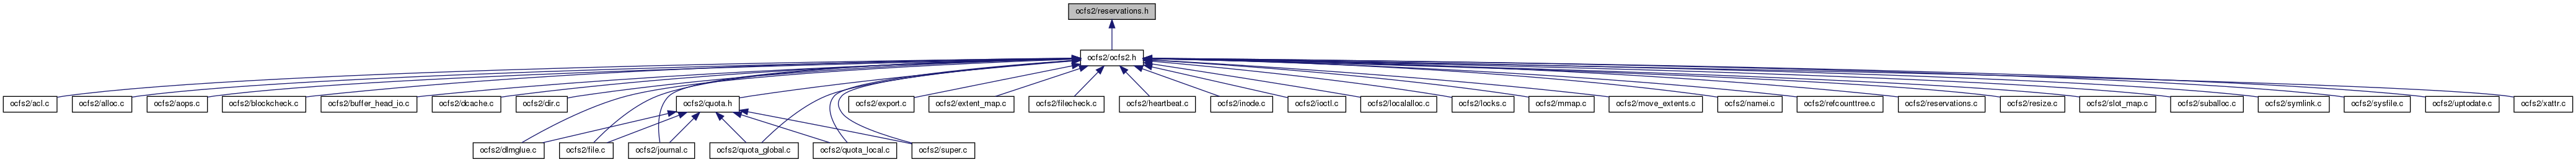 ocfs2/reservations.h
ocfs2/ocfs2.h
ocfs2/acl.c
ocfs2/alloc.c
ocfs2/aops.c
ocfs2/blockcheck.c
ocfs2/buffer_head_io.c
ocfs2/dcache.c
ocfs2/dir.c
ocfs2/quota.h
ocfs2/export.c
ocfs2/extent_map.c
ocfs2/filecheck.c
ocfs2/heartbeat.c
ocfs2/inode.c
ocfs2/ioctl.c
ocfs2/localalloc.c
ocfs2/locks.c
ocfs2/mmap.c
ocfs2/move_extents.c
ocfs2/namei.c
ocfs2/refcounttree.c
ocfs2/reservations.c
ocfs2/resize.c
ocfs2/slot_map.c
ocfs2/suballoc.c
ocfs2/symlink.c
ocfs2/sysfile.c
ocfs2/uptodate.c
ocfs2/xattr.c
ocfs2/dlmglue.c
ocfs2/file.c
ocfs2/journal.c
ocfs2/quota_global.c
ocfs2/quota_local.c
ocfs2/super.c